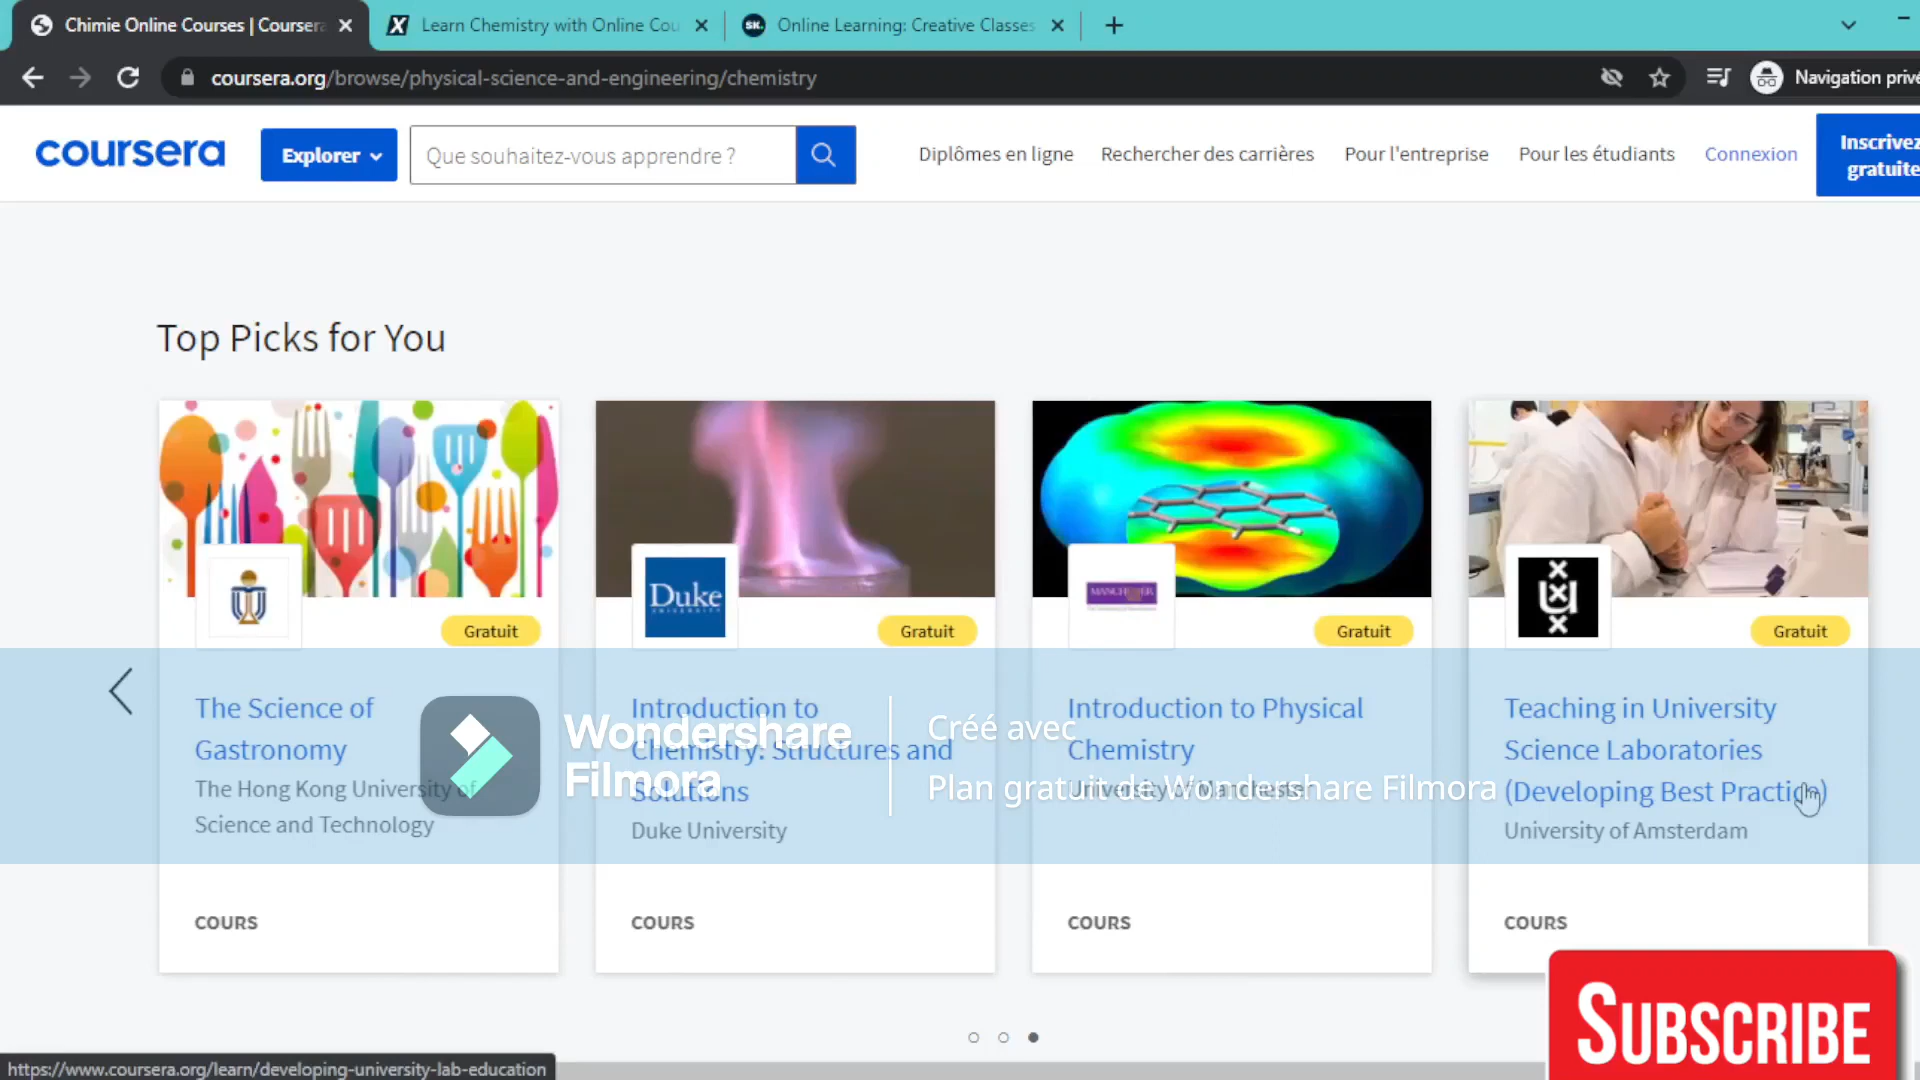 Chimie Online Courses | Coursera
Learn Chemistry with Online Cou
SK. Online Learning: Creative Classes
coursera.org/browse/physical-science-and-engineering/chemistry
Navigation privé
coursera
Explorer
Que souhaitez-vous apprendre ?
Diplômes en ligne
Rechercher des carrières
Pour l'entreprise
Pour les étudiants
Connexion
Inscrivez
gratuite
Top Picks for You
Duke
UNIVERSITY
MANCHESTER
Gratuit
Gratuit
Gratuit
Gratuit
The Science of
Gastronomy
The Hong Kong University of
Science and Technology
COURS
Introduction to
Chemistry: Structures and
Solutions
Duke University
COURS
Introduction to Physical
Chemistry
University of Manchester
COURS
Teaching in University
Science Laboratories
(Developing Best Practice)
University of Amsterdam
COURS
Wondershare
Filmora
Créé avec
Plan gratuit de Wondershare Filmora
SUBSCRIBE
https://www.coursera.org/learn/developing-university-lab-education